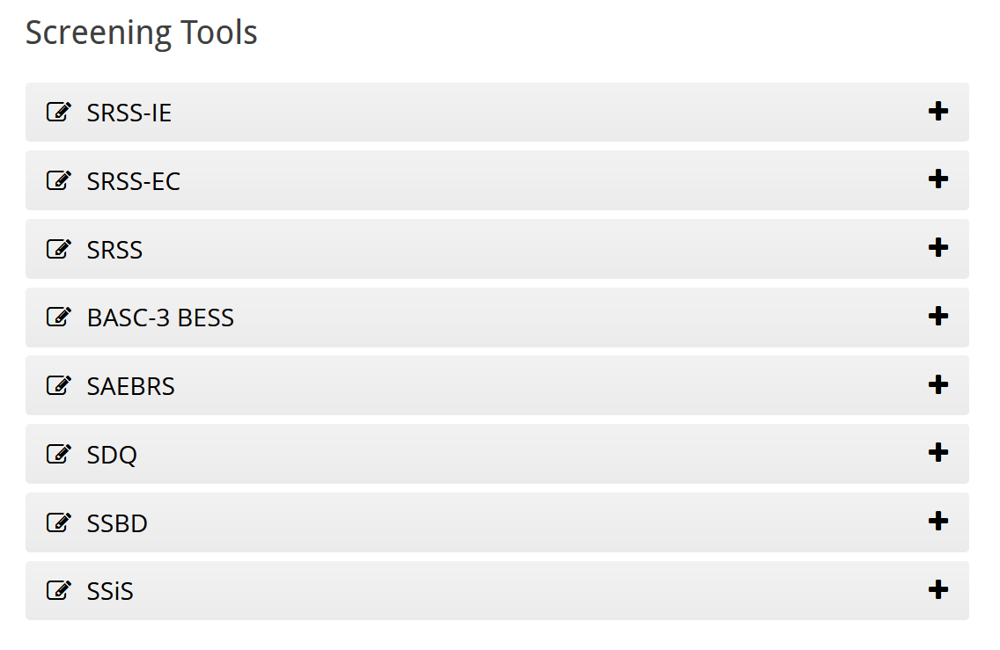 Screening Tools
SRSS-IE
SRSS-EC
SRSS
BASC-3 BESS
SAEBRS
SDQ
SSBD
SSiS